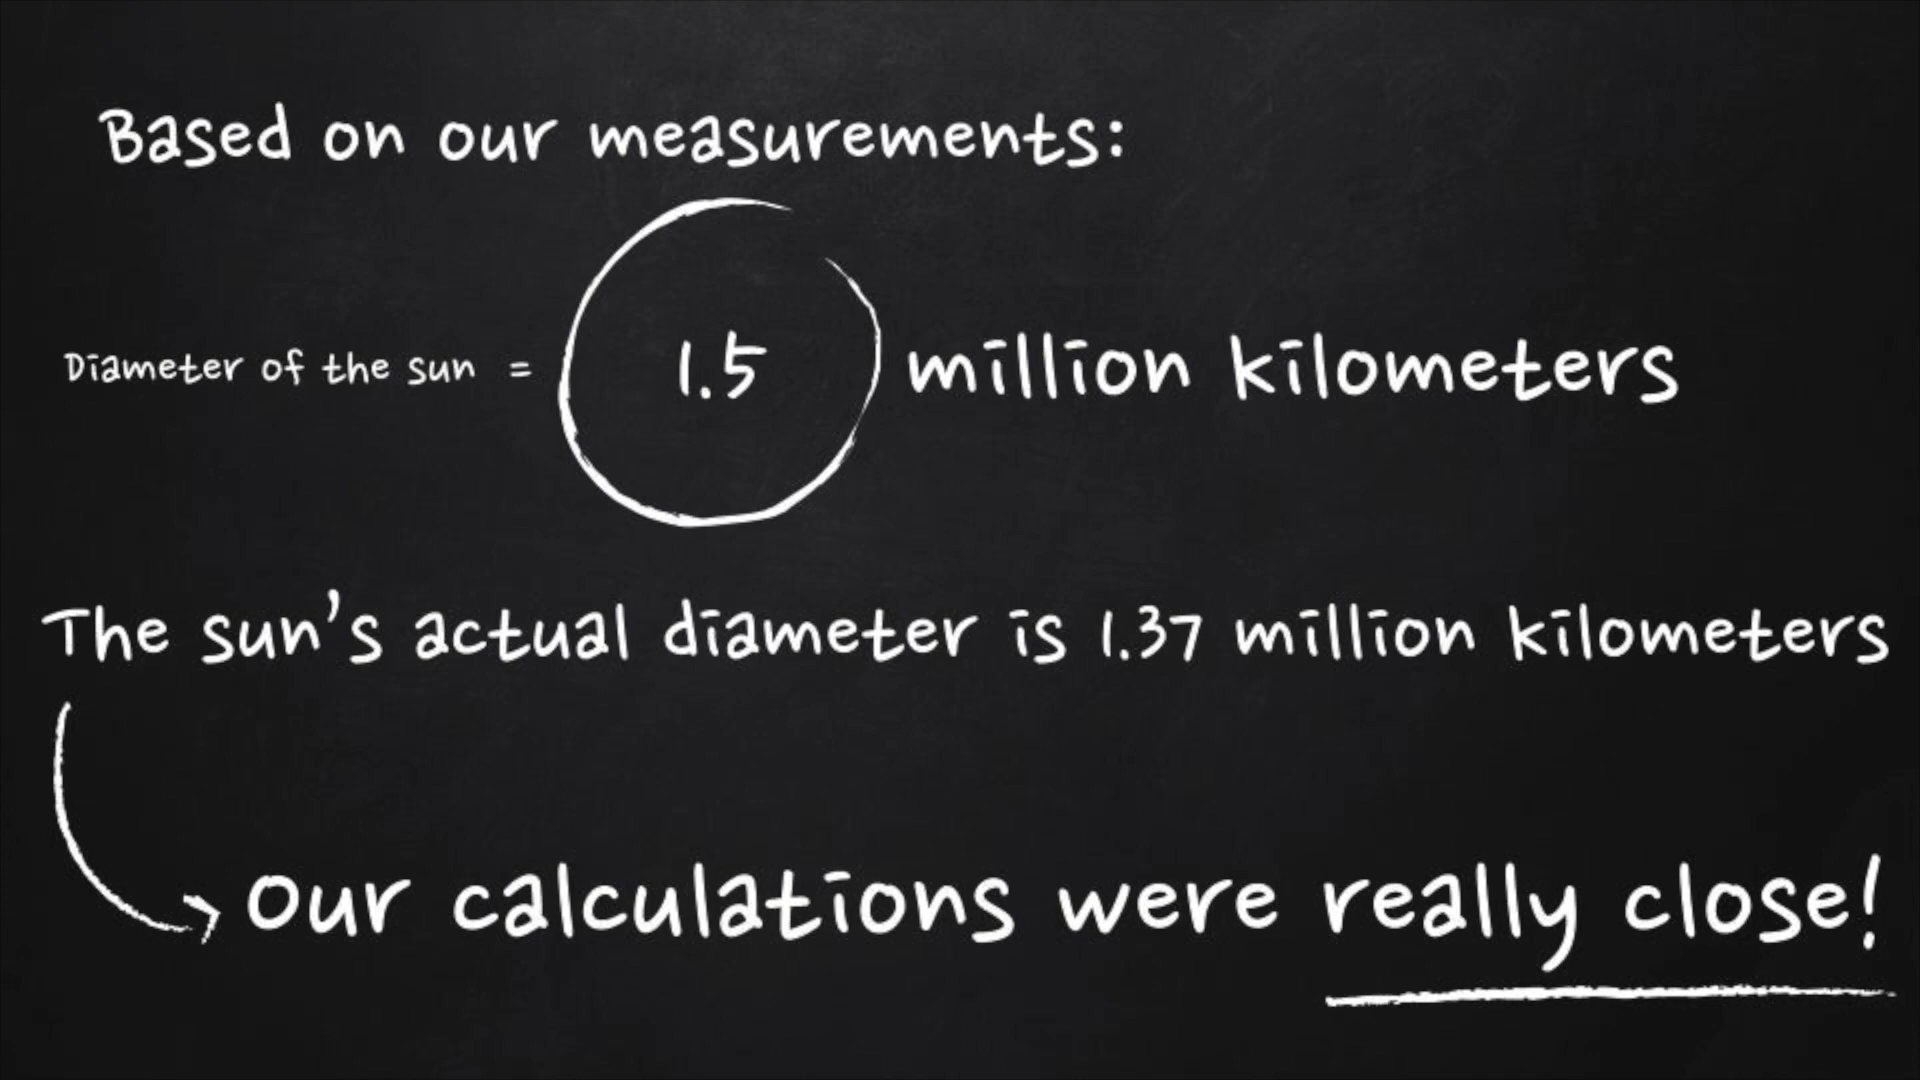 Based on our measurements:
Diameter of the sun = 1.5 million kilometers
The sun's actual diameter is 1.37 million kilometers
Our calculations were really close!